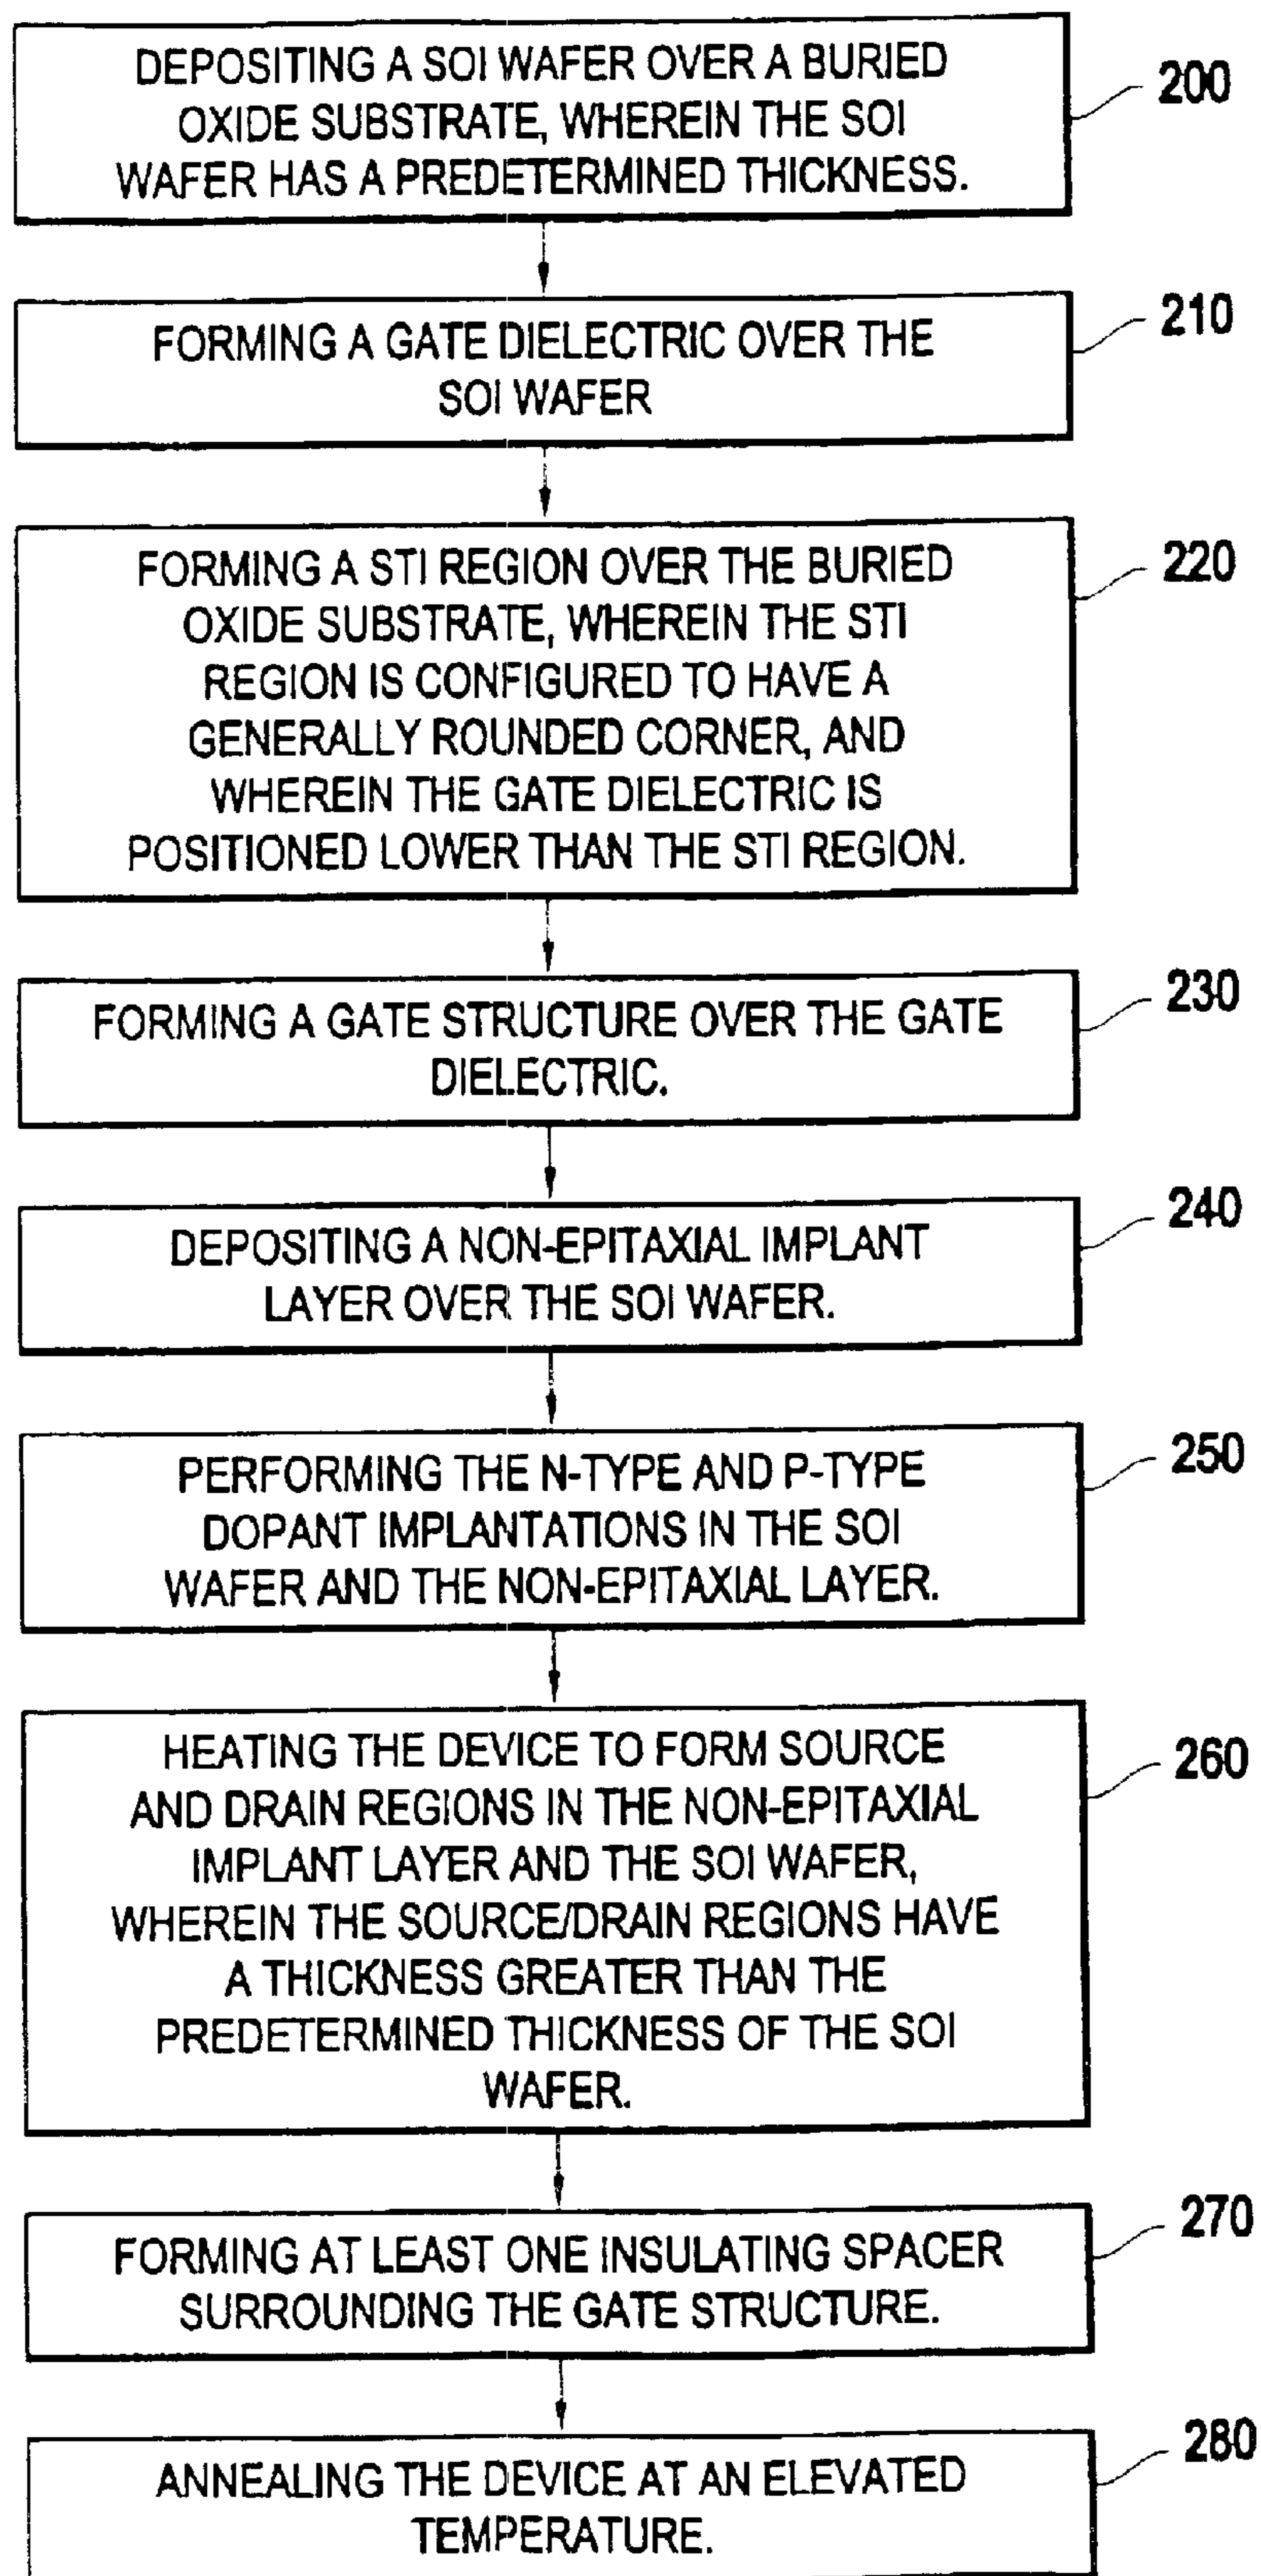 DEPOSITING A SOI WAFER OVER A BURIED
OXIDE SUBSTRATE, WHEREIN THE SOI
WAFER HAS A PREDETERMINED THICKNESS.
200
FORMING A GATE DIELECTRIC OVER THE
SOI WAFER
210
FORMING A STI REGION OVER THE BURIED
OXIDE SUBSTRATE, WHEREIN THE STI
REGION IS CONFIGURED TO HAVE A
GENERALLY ROUNDED CORNER, AND
WHEREIN THE GATE DIELECTRIC IS
POSITIONED LOWER THAN THE STI REGION.
220
FORMING A GATE STRUCTURE OVER THE GATE
DIELECTRIC.
230
DEPOSITING A NON-EPITAXIAL IMPLANT
LAYER OVER THE SOI WAFER.
240
PERFORMING THE N-TYPE AND P-TYPE
DOPANT IMPLANTATIONS IN THE SOI
WAFER AND THE NON-EPITAXIAL LAYER.
250
HEATING THE DEVICE TO FORM SOURCE
AND DRAIN REGIONS IN THE NON-EPITAXIAL
IMPLANT LAYER AND THE SOI WAFER,
WHEREIN THE SOURCE/DRAIN REGIONS HAVE
A THICKNESS GREATER THAN THE
PREDETERMINED THICKNESS OF THE SOI
WAFER.
260
FORMING AT LEAST ONE INSULATING SPACER
SURROUNDING THE GATE STRUCTURE.
270
ANNEALING THE DEVICE AT AN ELEVATED
TEMPERATURE.
280